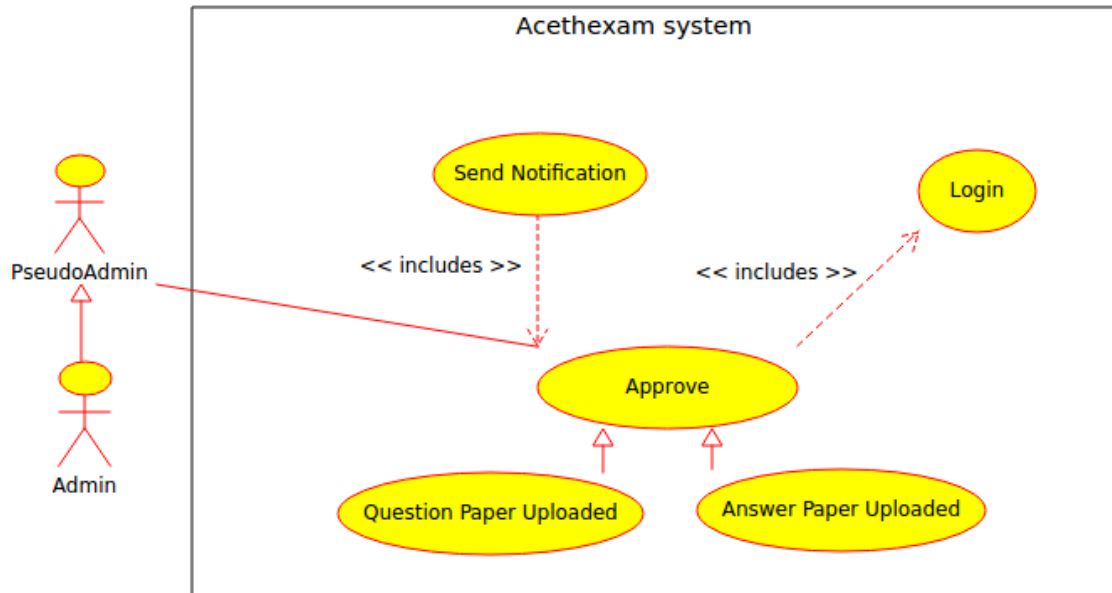 Acethexam system
Send Notification
Login
<< includes >>
<< includes >>
PseudoAdmin
Approve
Admin
Question Paper Uploaded
Answer Paper Uploaded